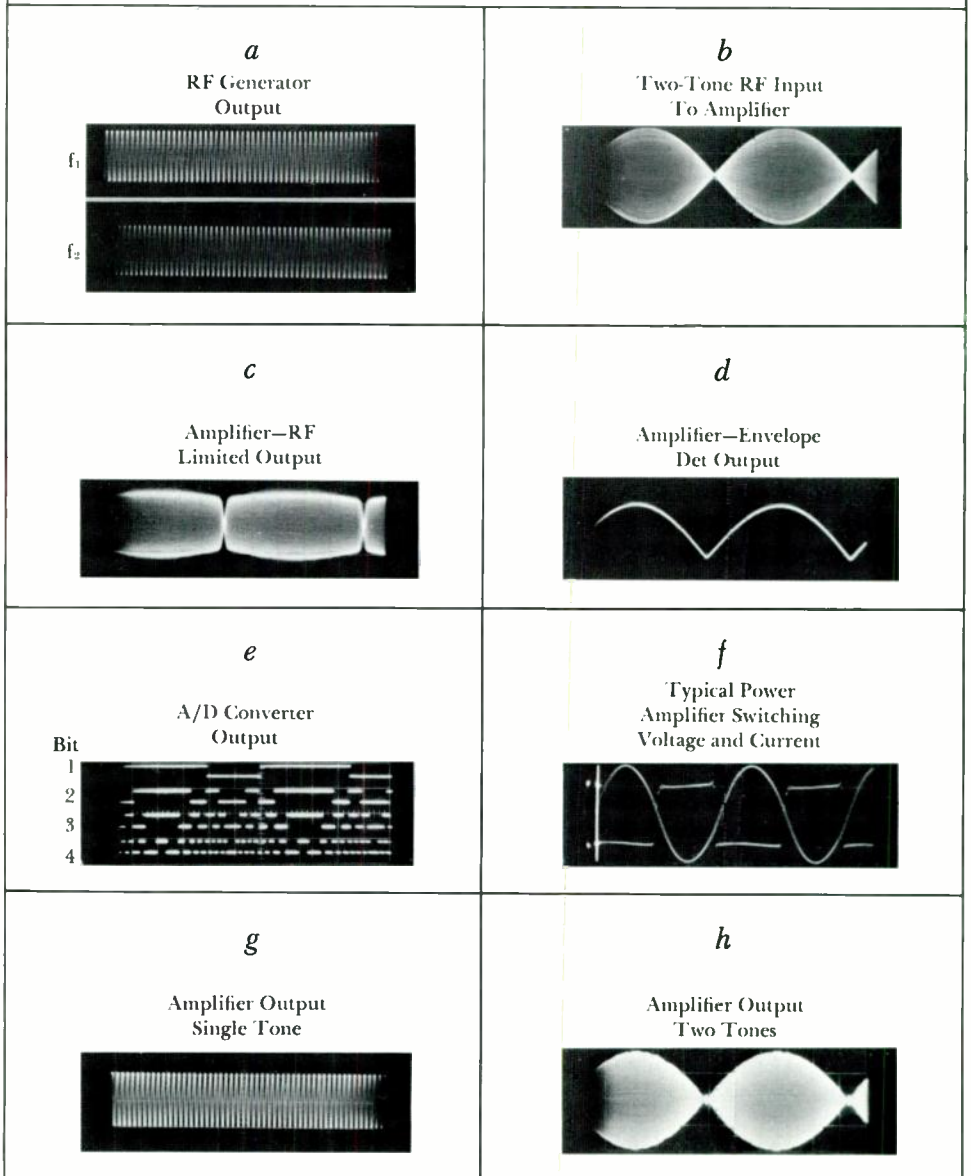 a
RF Generator
Output
f₁
f₂
b
Two-Tone RF Input
To Amplifier
c
Amplifier—RF
Limited Output
d
Amplifier—Envelope
Det Output
e
A/D Converter
Output
Bit
1
2
3
4
f
Typical Power
Amplifier Switching
Voltage and Current
g
Amplifier Output
Single Tone
h
Amplifier Output
Two Tones